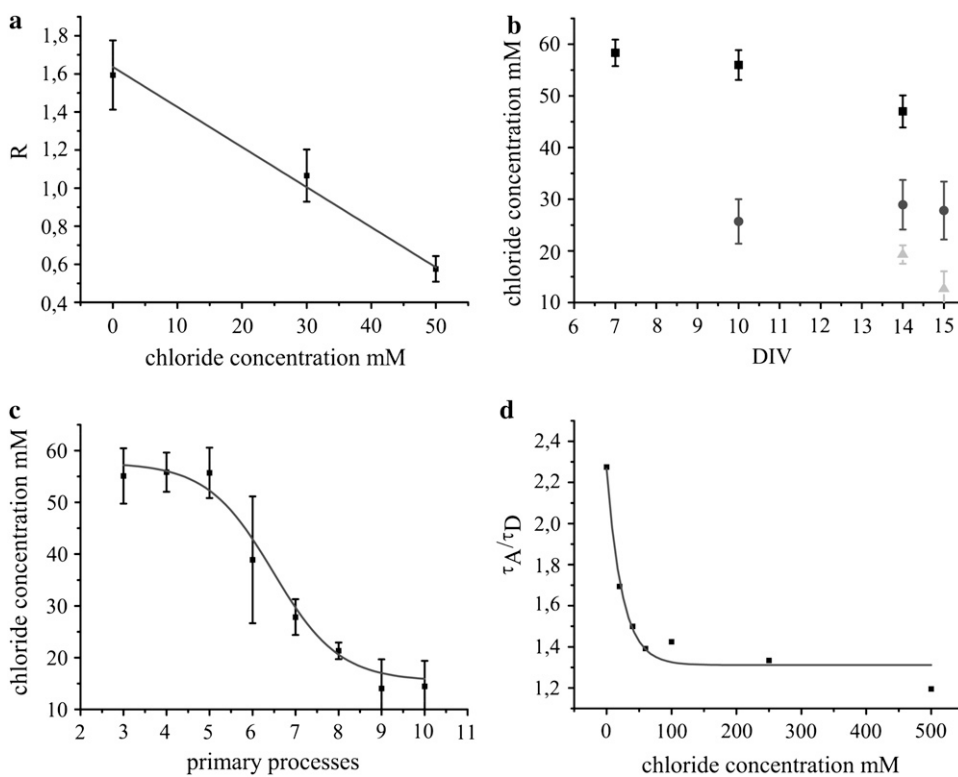 a
1,8
1,6
1,4
1,2
1,0
0,8
0,6
0,4
R
0 10 20 30 40 50
chloride concentration mM
b
60
50
40
30
20
10
chloride concentration mM
6 7 8 9 10 11 12 13 14 15
DIV
c
60
50
40
30
20
10
chloride concentration mM
2 3 4 5 6 7 8 9 10 11
primary processes
d
2,4
2,2
2,0
1,8
1,6
1,4
1,2
τA/τD
0 100 200 300 400 500
chloride concentration mM